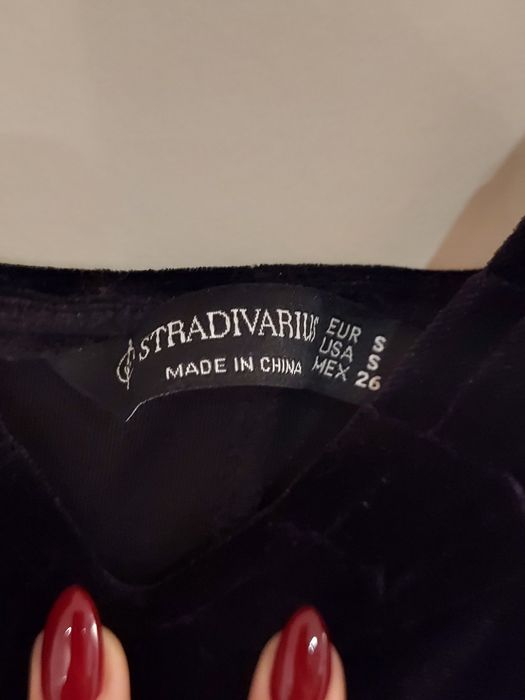 STRADIVARIUS
MADE IN CHINA
EUR S
USA S
MEX 26